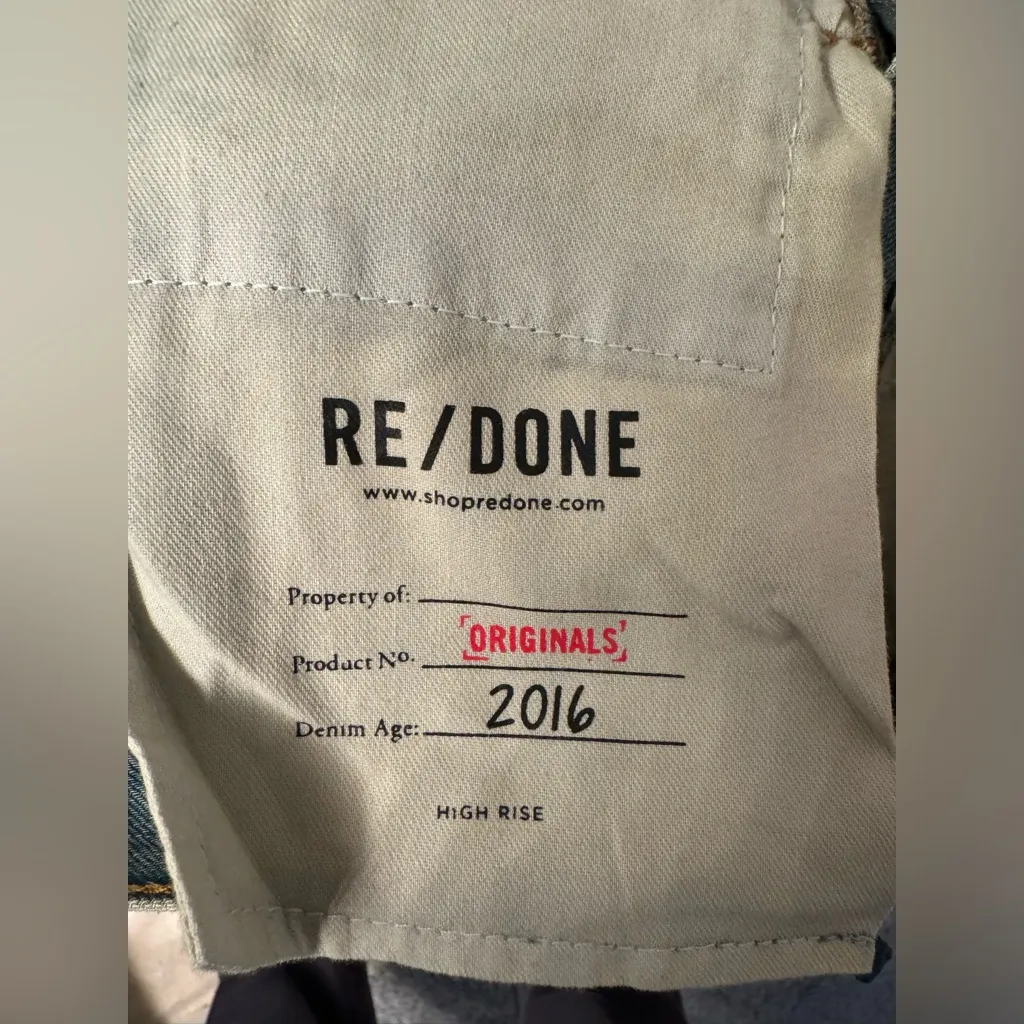 RE/DONE
www.shopredone.com
Property of:
ORIGINALS
Product No.
2016
Denim Age:
HIGH RISE